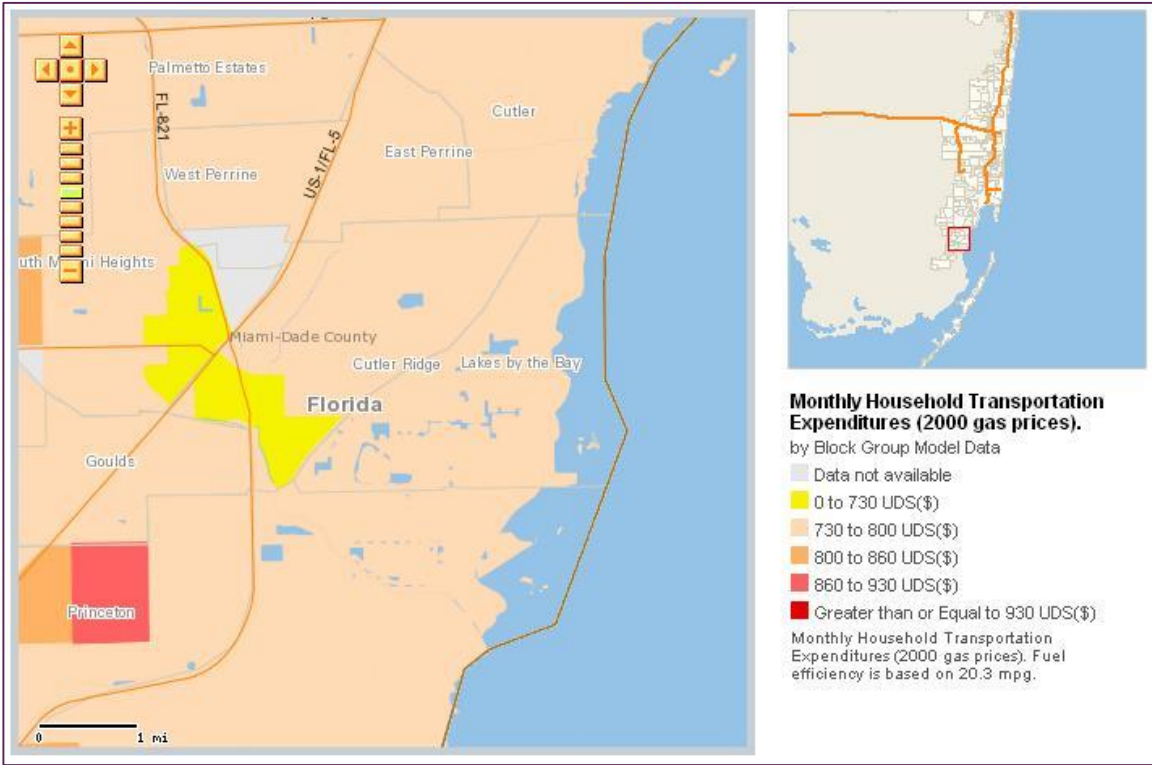 Palmetto Estates
FL-821
Cutler
US-1/FL-5
East Perrine
West Perrine
uth Miami Heights
Miami-Dade County
Cutler Ridge
Lakes by the Bay
Florida
Goulds
Princeton
0
1 mi
Monthly Household Transportation
Expenditures (2000 gas prices).
by Block Group Model Data
Data not available
0 to 730 UDS($)
730 to 800 UDS($)
800 to 860 UDS($)
860 to 930 UDS($)
Greater than or Equal to 930 UDS($)
Monthly Household Transportation
Expenditures (2000 gas prices). Fuel
efficiency is based on 20.3 mpg.